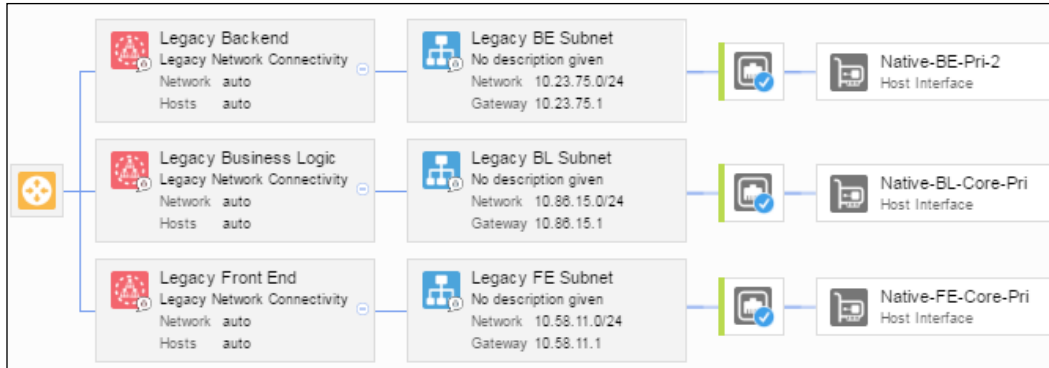 Legacy Backend
Legacy Network Connectivity
Network auto
Hosts auto
Legacy BE Subnet
No description given
Network 10.23.75.0/24
Gateway 10.23.75.1
Native-BE-Pri-2
Host Interface
Legacy Business Logic
Legacy Network Connectivity
Network auto
Hosts auto
Legacy BL Subnet
No description given
Network 10.86.15.0/24
Gateway 10.86.15.1
Native-BL-Core-Pri
Host Interface
Legacy Front End
Legacy Network Connectivity
Network auto
Hosts auto
Legacy FE Subnet
No description given
Network 10.58.11.0/24
Gateway 10.58.11.1
Native-FE-Core-Pri
Host Interface